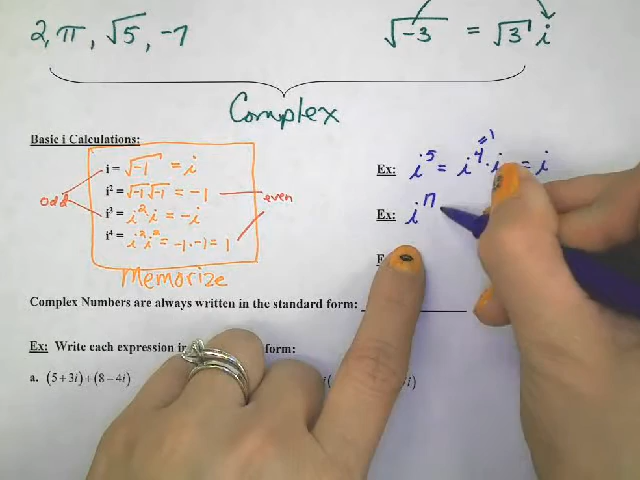 2, π, √5, -7
√-3 = √3 i
Complex
Basic i Calculations:
i = √-1 = i
i² = √-1 √-1 = -1
odd
even
i³ = i² i = -i
i⁴ = i² i² = -1 · -1 = 1
Memorize
=1
Ex: i⁵ = i⁴ · i = i
Ex: i¹⁷
Complex Numbers are always written in the standard form:
Ex: Write each expression in form:
a. (5+3i)+(8−4i)